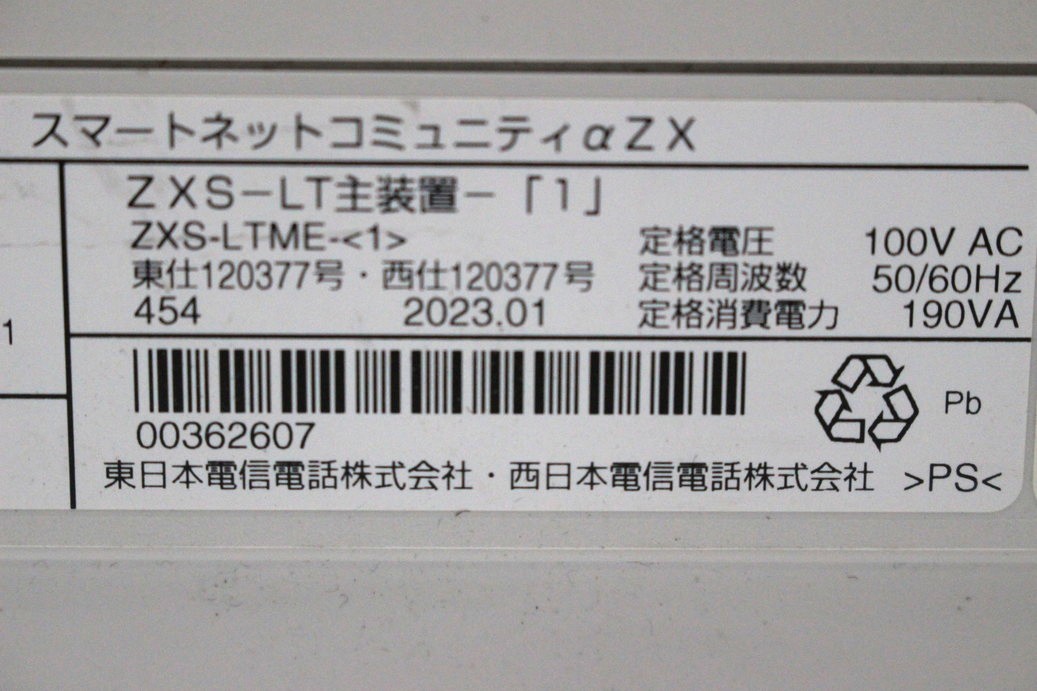 スマートネットコミュニティαZX
ZXS-LT主装置-「1」
ZXS-LTME-<1>
東仕120377号・西仕120377号
454 2023.01
定格電圧 100V AC
定格周波数 50/60Hz
定格消費電力 190VA
1
00362607
Pb
東日本電信電話株式会社・西日本電信電話株式会社 >PS<